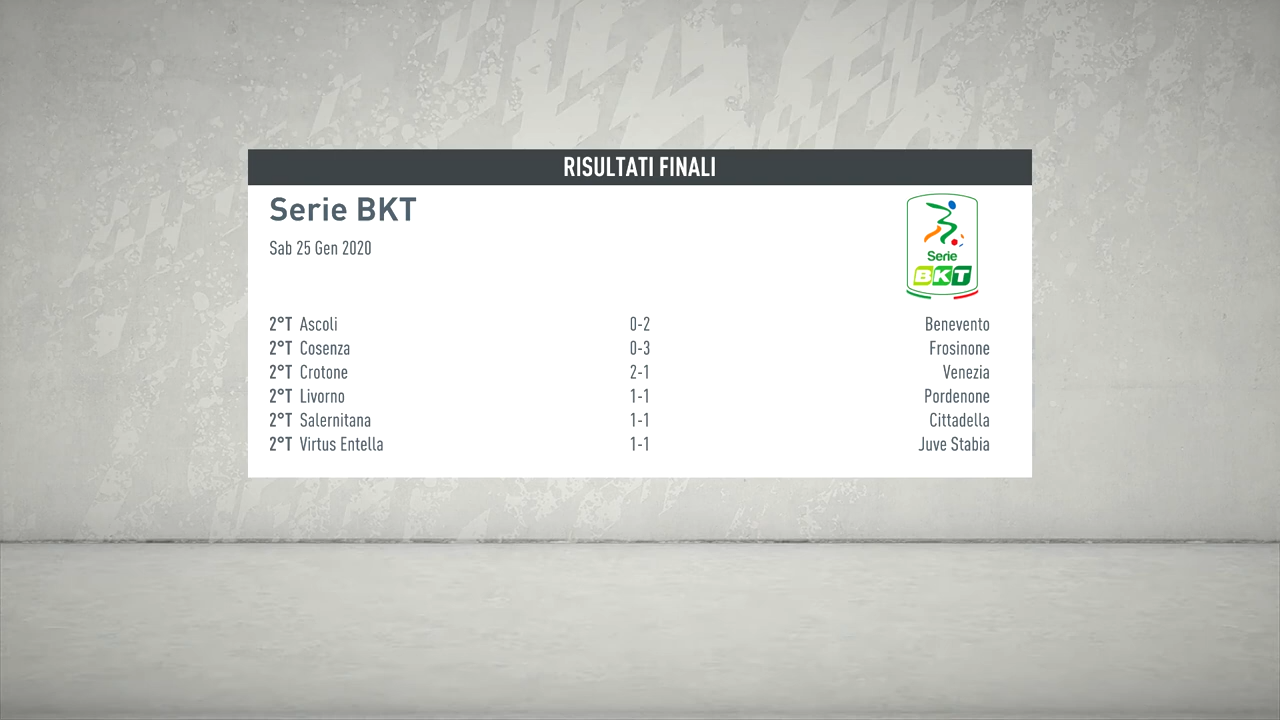 RISULTATI FINALI
Serie BKT
Sab 25 Gen 2020
Serie
BKT
2°T Ascoli 0-2 Benevento
2°T Cosenza 0-3 Frosinone
2°T Crotone 2-1 Venezia
2°T Livorno 1-1 Pordenone
2°T Salernitana 1-1 Cittadella
2°T Virtus Entella 1-1 Juve Stabia